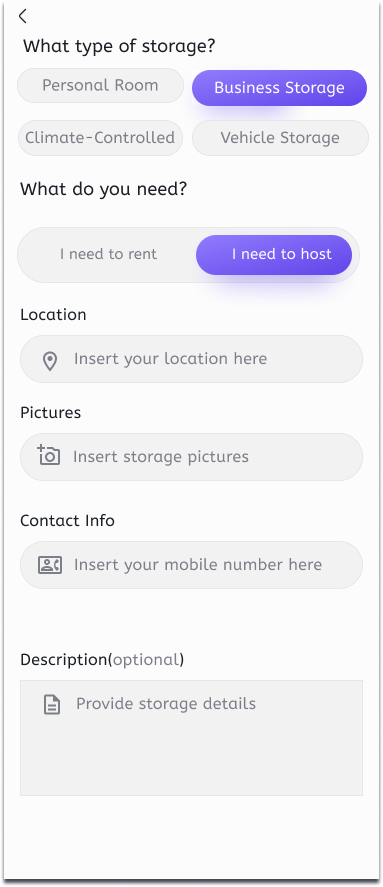 What type of storage?
Personal Room
Business Storage
Climate-Controlled
Vehicle Storage
What do you need?
I need to rent
I need to host
Location
Insert your location here
Pictures
Insert storage pictures
Contact Info
Insert your mobile number here
Description(optional)
Provide storage details